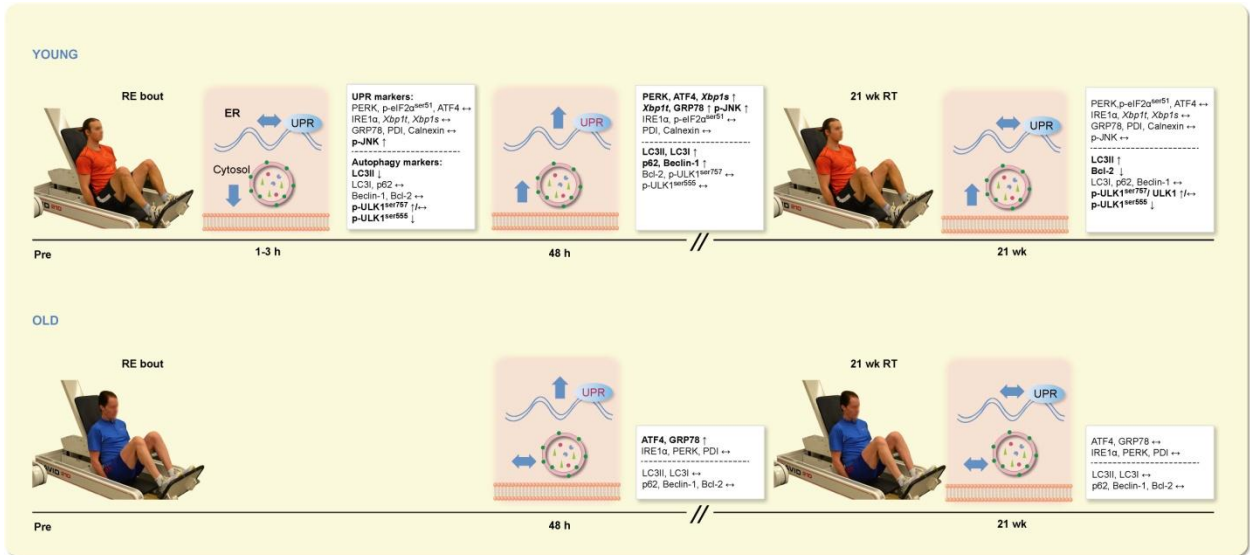 YOUNG
RE bout
ER
UPR
Cytosol
UPR markers:
PERK, p-eIF2αser51, ATF4 ↔
IRE1α, Xbp1t, Xbp1s ↔
GRP78, PDI, Calnexin ↔
p-JNK ↑
Autophagy markers:
LC3II ↓
LC3I, p62 ↔
Beclin-1, Bcl-2 ↔
p-ULK1ser757 ↑/↔
p-ULK1ser555 ↓
UPR
PERK, ATF4, Xbp1s ↑
Xbp1t, GRP78 ↑ p-JNK ↑
IRE1α, p-eIF2αser51 ↔
PDI, Calnexin ↔
LC3II, LC3I ↑
p62, Beclin-1 ↑
Bcl-2, p-ULK1ser757 ↔
p-ULK1ser555 ↔
21 wk RT
UPR
PERK,p-eIF2αser51, ATF4 ↔
IRE1α, Xbp1t, Xbp1s ↔
GRP78, PDI, Calnexin ↔
p-JNK ↔
LC3II ↑
Bcl-2 ↓
LC3I, p62, Beclin-1 ↔
p-ULK1ser757/ ULK1 ↑/↔
p-ULK1ser555 ↓
Pre
1-3 h
48 h
//
21 wk
OLD
RE bout
UPR
ATF4, GRP78 ↑
IRE1α, PERK, PDI ↔
LC3II, LC3I ↔
p62, Beclin-1, Bcl-2 ↔
21 wk RT
UPR
ATF4, GRP78 ↔
IRE1α, PERK, PDI ↔
LC3II, LC3I ↔
p62, Beclin-1, Bcl-2 ↔
Pre
48 h
//
21 wk